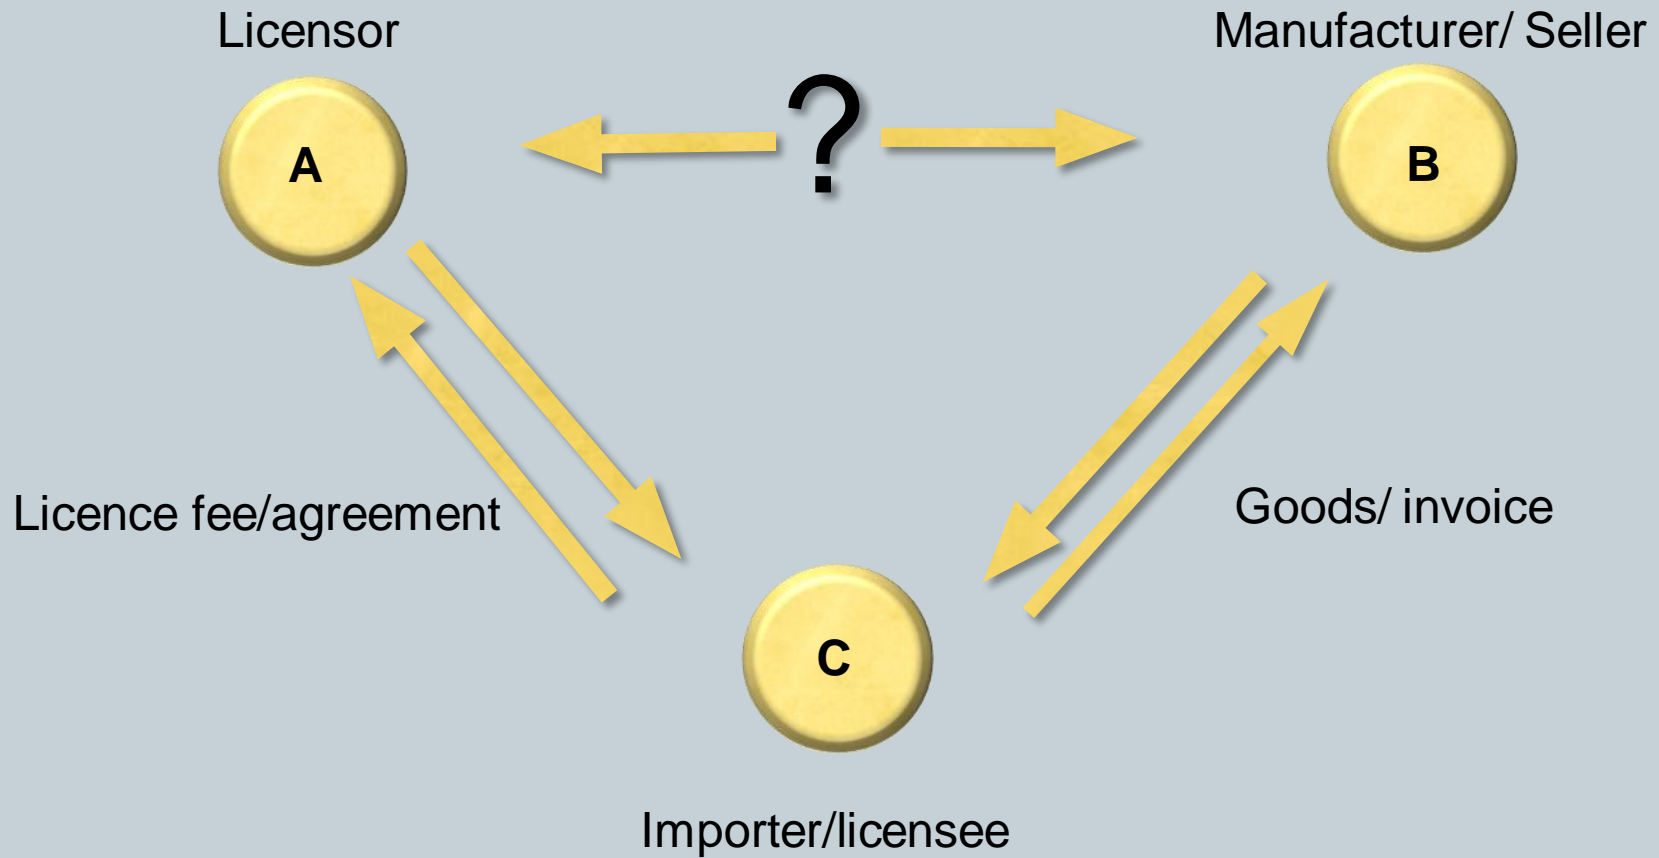 Licensor
Manufacturer/ Seller
?
A
B
Licence fee/agreement
Goods/ invoice
C
Importer/licensee